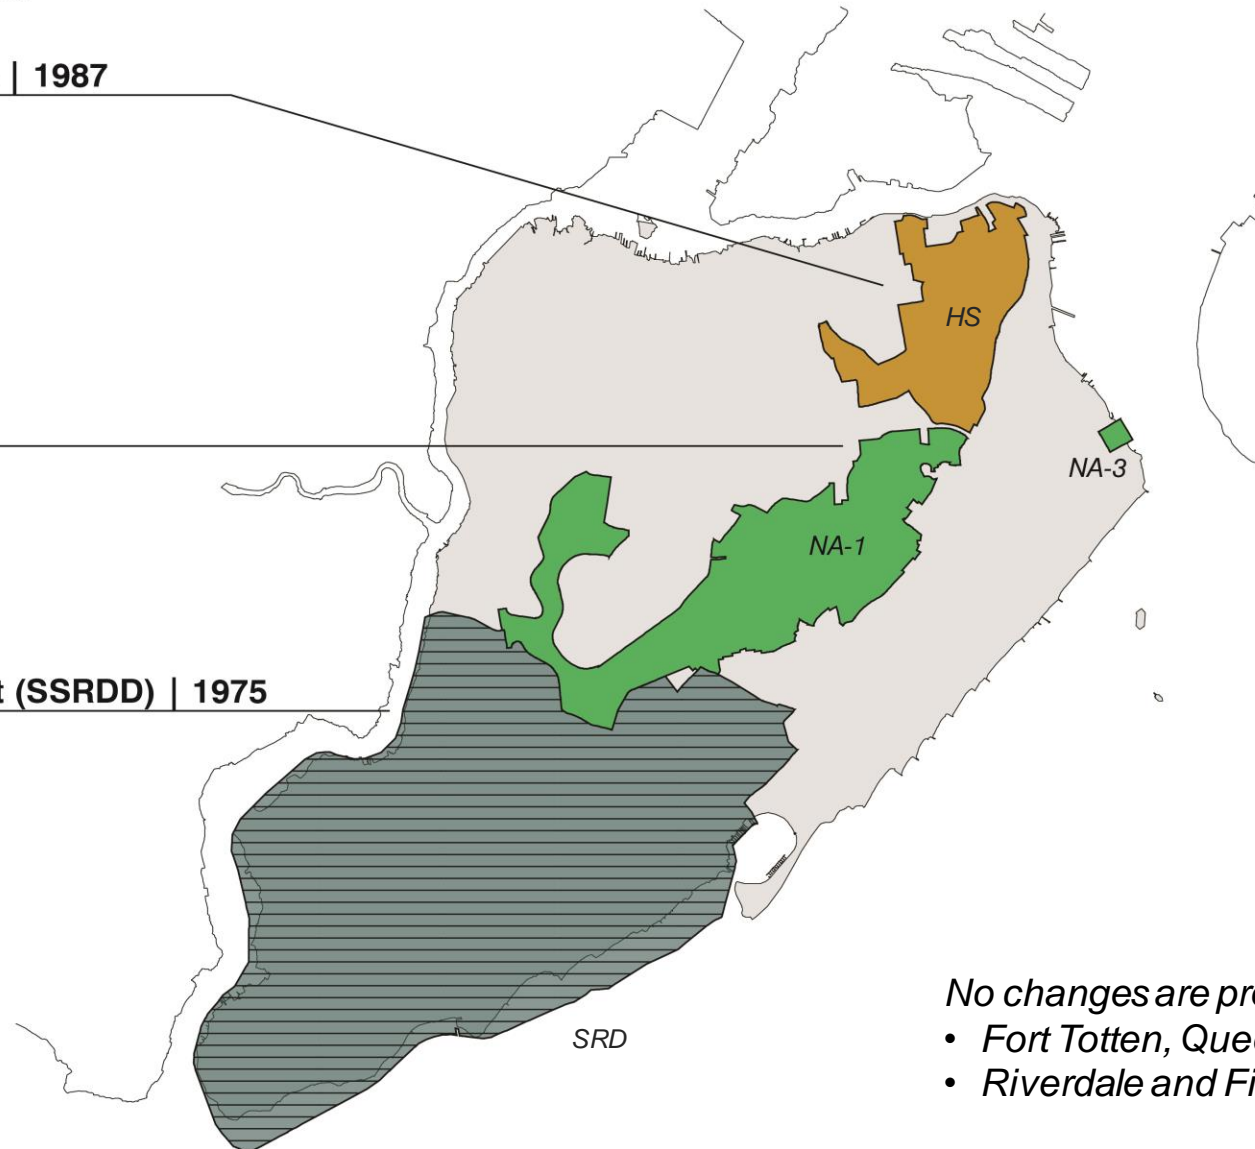 | 1987
HS
NA-3
NA-1
(SSRDD) | 1975
SRD
No changes are
• Fort Totten,
• Riverdale and